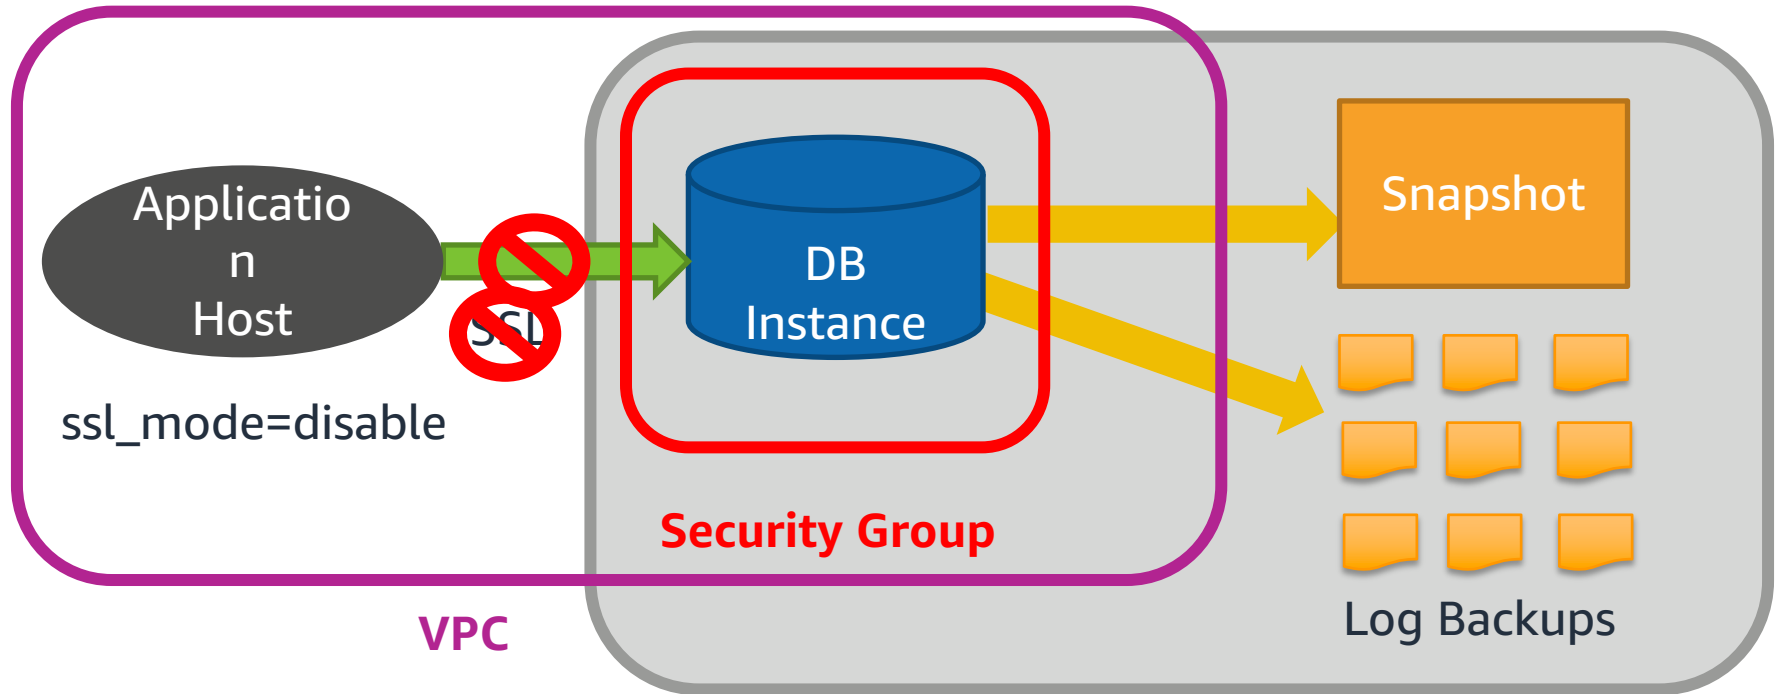 Applicatio
n
Host
SSL
ssl_mode=disable
DB
Instance
Security Group
VPC
Snapshot
Log Backups